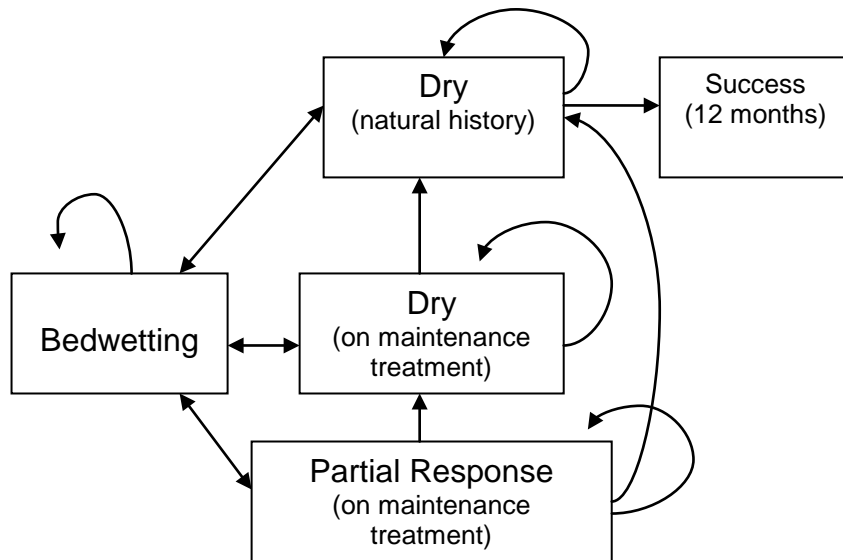 Dry
(natural history)
Success
(12 months)
Bedwetting
Dry
(on maintenance
treatment)
Partial Response
(on maintenance
treatment)